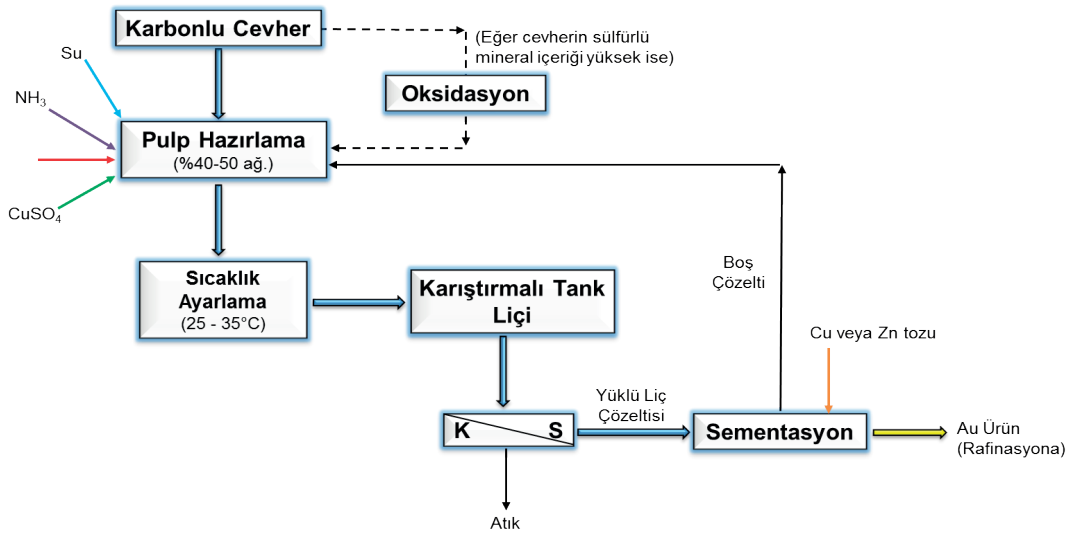 Karbonlu Cevher
(Eğer cevherin sülfürlü
mineral içeriği yüksek ise)
Su
Oksidasyon
NH3
Pulp Hazırlama
(%40-50 ağ.)
CuSO4
Sıcaklık
Ayarlama
(25 - 35°C)
Karıştırmalı Tank
Liçi
Boş
Çözelti
Cu veya Zn tozu
Yüklü Liç
Çözeltisi
K S
Sementasyon
Au Ürün
(Rafinasyona)
Atık